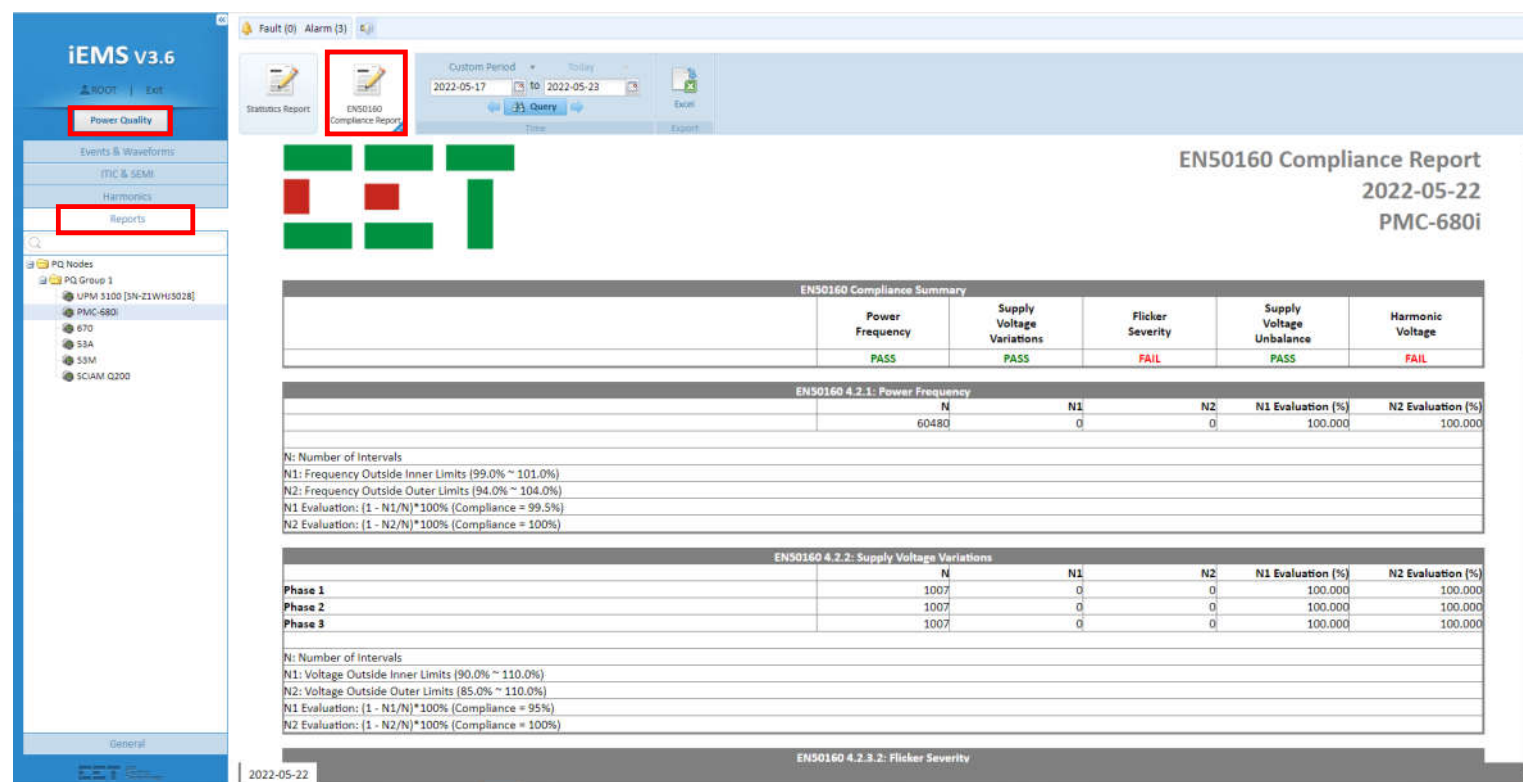 iEMS V3.6
ROOT | Exit
Power Quality
Events & Waveforms
ITIC & SEMI
Harmonics
Reports
PQ Nodes
PQ Group 1
UPM 3100 [SN-Z1WHJ3028]
PMC-680i
670
53A
53M
SCIAM Q200
General
CET
Fault (0) Alarm (3)
Statistics Report
EN50160
Compliance Report
Custom Period Today
2022-05-17 to 2022-05-23
Query
Time
Excel
Export
CET
EN50160 Compliance Report
2022-05-22
PMC-680i
EN50160 Compliance Summary
Power Frequency Supply Voltage Variations Flicker Severity Supply Voltage Unbalance Harmonic Voltage
PASS PASS FAIL PASS FAIL
EN50160 4.2.1: Power Frequency
N N1 N2 N1 Evaluation (%) N2 Evaluation (%)
60480 0 0 100.000 100.000
N: Number of Intervals
N1: Frequency Outside Inner Limits (99.0% ~ 101.0%)
N2: Frequency Outside Outer Limits (94.0% ~ 104.0%)
N1 Evaluation: (1 - N1/N)*100% (Compliance = 99.5%)
N2 Evaluation: (1 - N2/N)*100% (Compliance = 100%)
EN50160 4.2.2: Supply Voltage Variations
N N1 N2 N1 Evaluation (%) N2 Evaluation (%)
Phase 1 1007 0 0 100.000 100.000
Phase 2 1007 0 0 100.000 100.000
Phase 3 1007 0 0 100.000 100.000
N: Number of Intervals
N1: Voltage Outside Inner Limits (90.0% ~ 110.0%)
N2: Voltage Outside Outer Limits (85.0% ~ 110.0%)
N1 Evaluation: (1 - N1/N)*100% (Compliance = 95%)
N2 Evaluation: (1 - N2/N)*100% (Compliance = 100%)
EN50160 4.2.3.2: Flicker Severity
2022-05-22